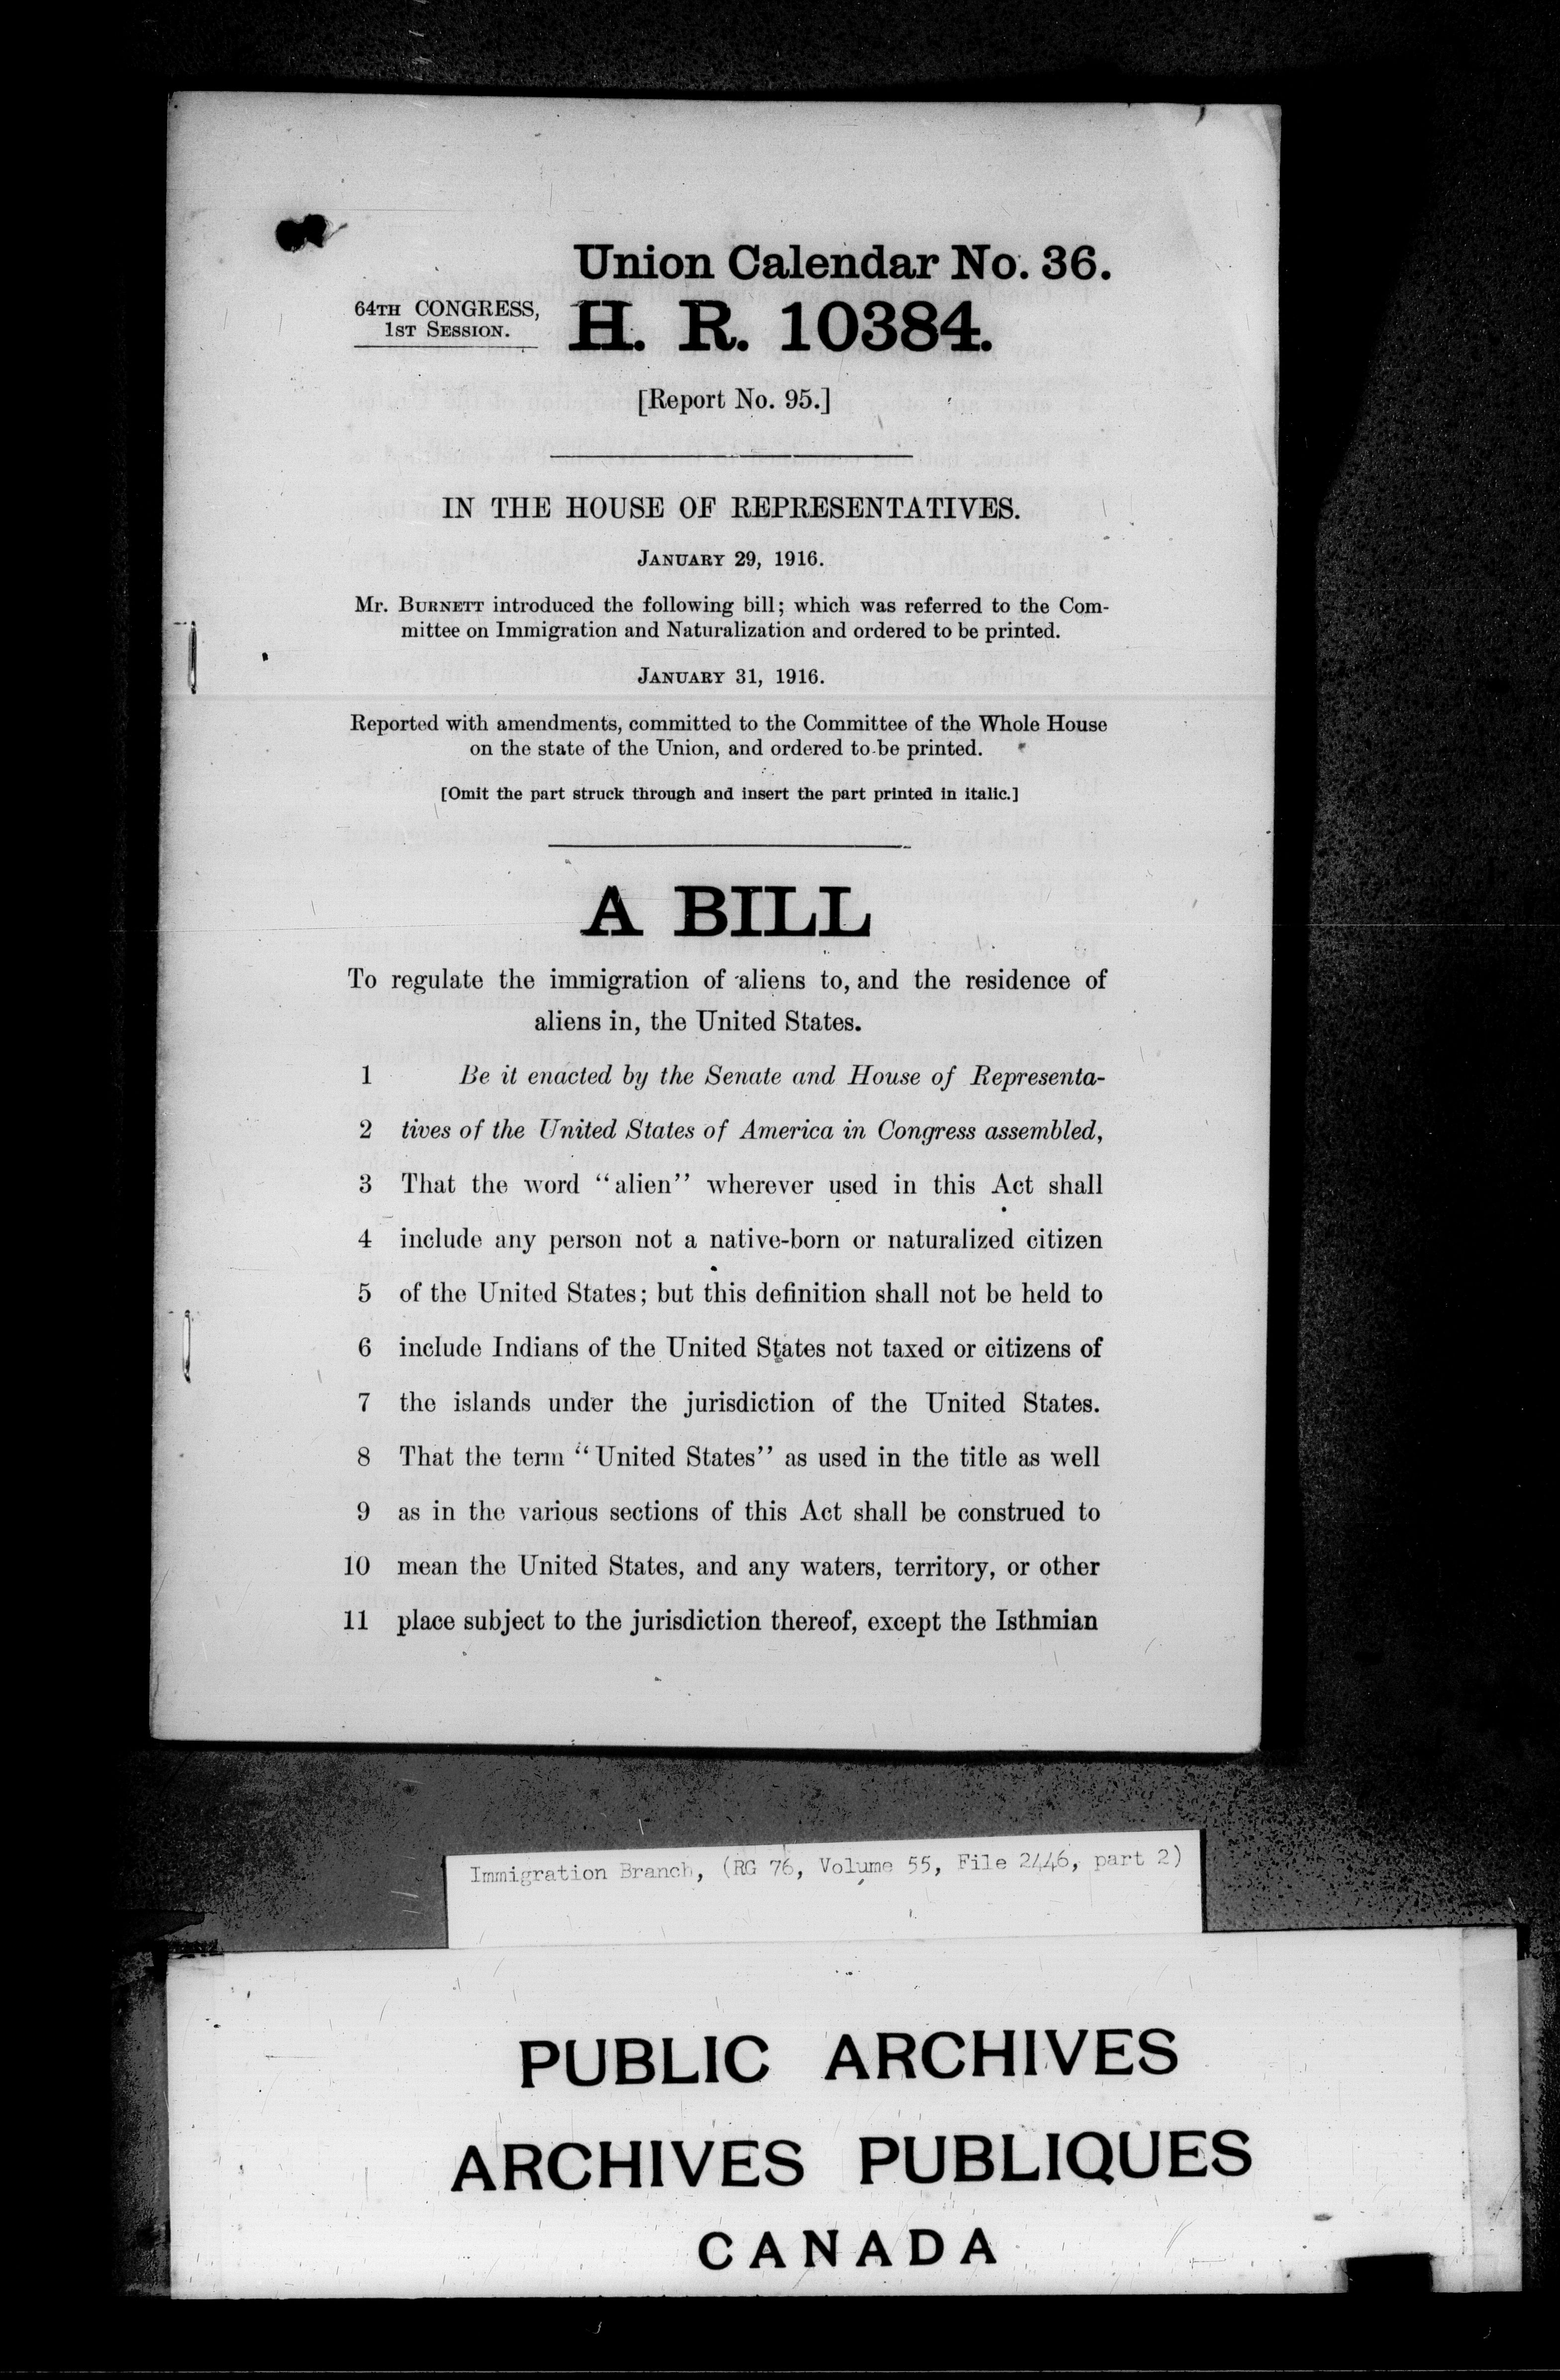 Union Calendar No. 36.
64TH CONGRESS,
1ST SESSION.
H. R. 10384.
[Report No. 95.]
IN THE HOUSE OF REPRESENTATIVES.
JANUARY 29, 1916.
Mr. BURNETT introduced the following bill; which was referred to the Com-
mittee on Immigration and Naturalization and ordered to be printed.
JANUARY 31, 1916.
Reported with amendments, committed to the Committee of the Whole House
on the state of the Union, and ordered to be printed.
[Omit the part struck through and insert the part printed in italic.]
A BILL
To regulate the immigration of aliens to, and the residence of
aliens in, the United States.
1 Be it enacted by the Senate and House of Representa-
2 tives of the United States of America in Congress assembled,
3 That the word “alien” wherever used in this Act shall
4 include any person not a native-born or naturalized citizen
5 of the United States; but this definition shall not be held to
6 include Indians of the United States not taxed or citizens of
7 the islands under the jurisdiction of the United States.
8 That the term “United States” as used in the title as well
9 as in the various sections of this Act shall be construed to
10 mean the United States, and any waters, territory, or other
11 place subject to the jurisdiction thereof, except the Isthmian
Immigration Branch, (RG 76, Volume 55, File 2446, part 2)
PUBLIC ARCHIVES
ARCHIVES PUBLIQUES
CANADA